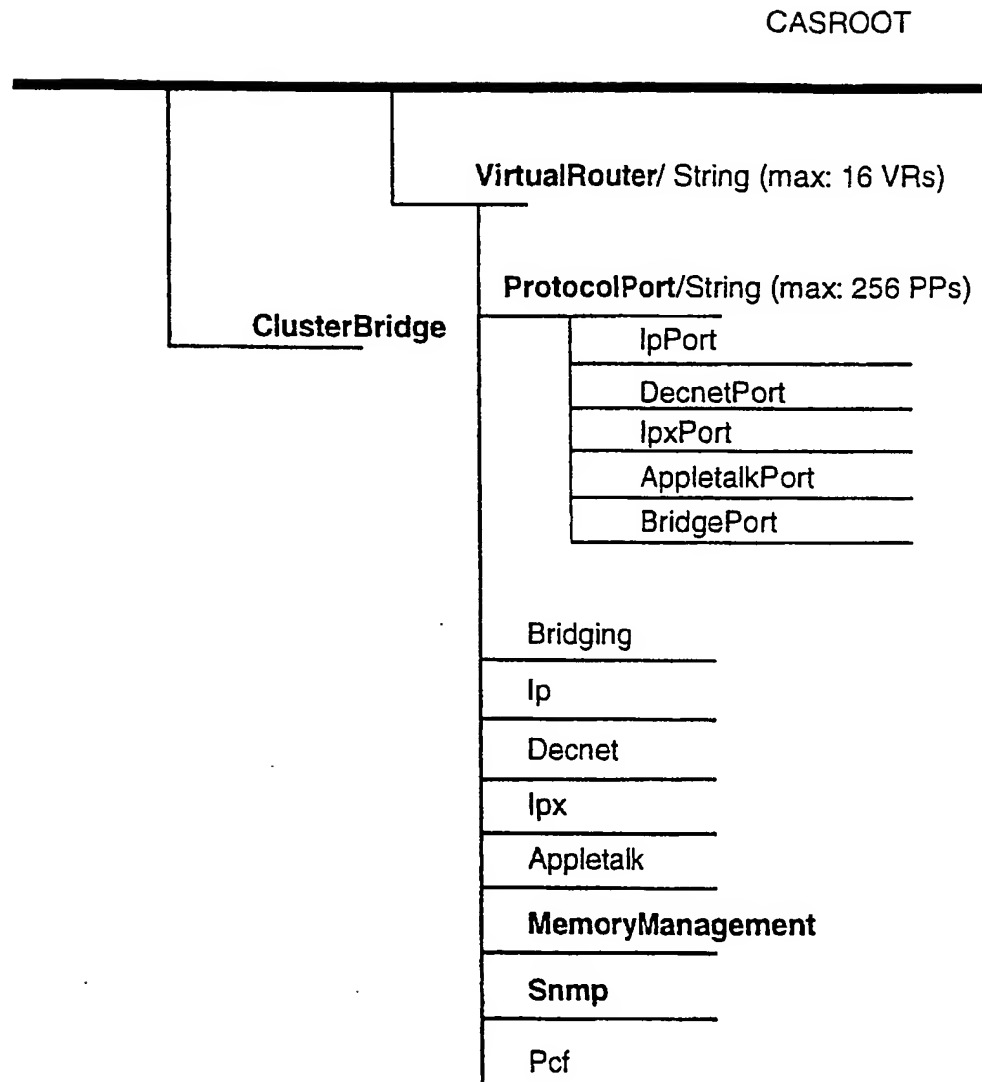 CASROOT
VirtualRouter/ String (max: 16 VRs)
ProtocolPort/String (max: 256 PPs)
ClusterBridge
IpPort
DecnetPort
IpxPort
AppletalkPort
BridgePort
Bridging
Ip
Decnet
Ipx
Appletalk
MemoryManagement
Snmp
Pcf